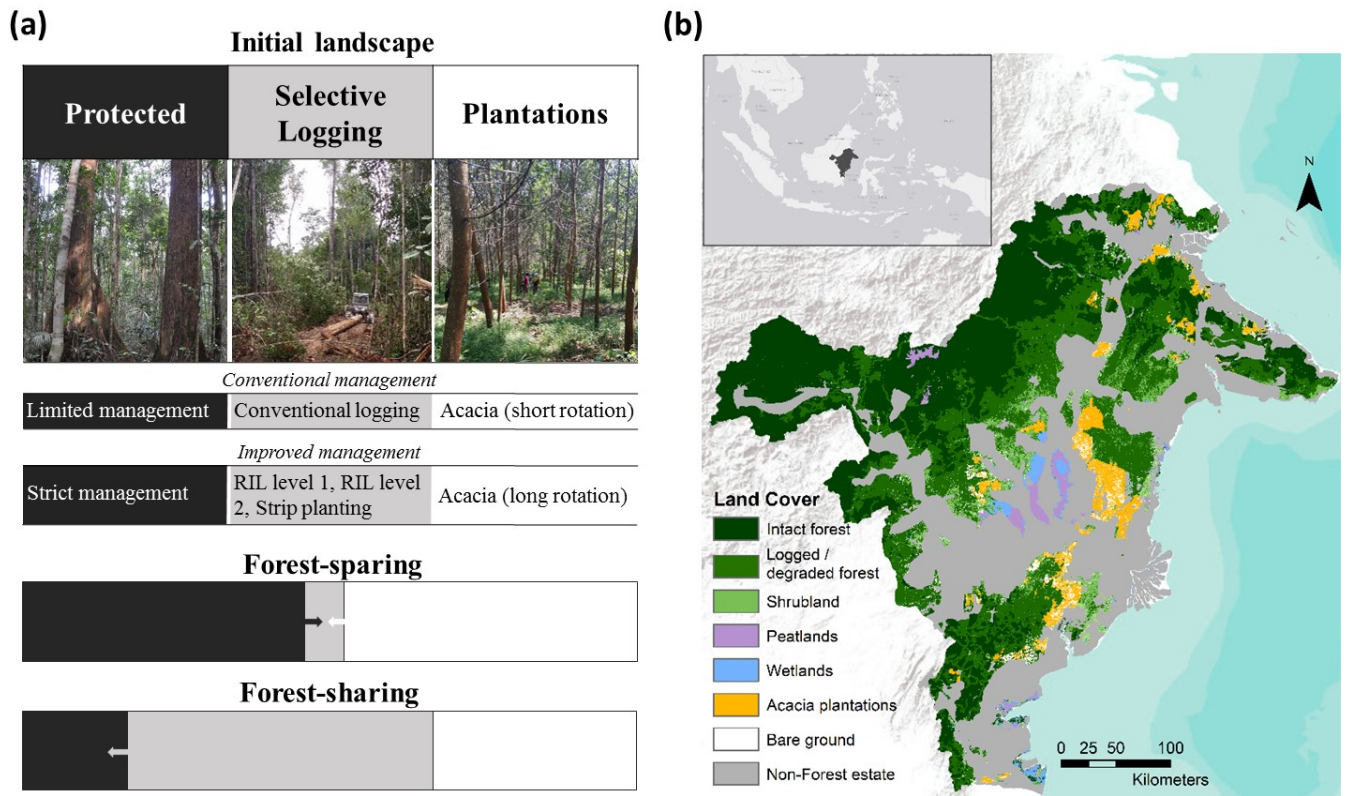 (a)
Initial landscape
Protected
Selective
Logging
Plantations
Conventional management
Limited management
Conventional logging
Acacia (short rotation)
Improved management
Strict management
RIL level 1, RIL level
2, Strip planting
Acacia (long rotation)
Forest-sparing
Forest-sharing
(b)
N
Land Cover
Intact forest
Logged /
degraded forest
Shrubland
Peatlands
Wetlands
Acacia plantations
Bare ground
Non-Forest estate
0 25 50 100
Kilometers